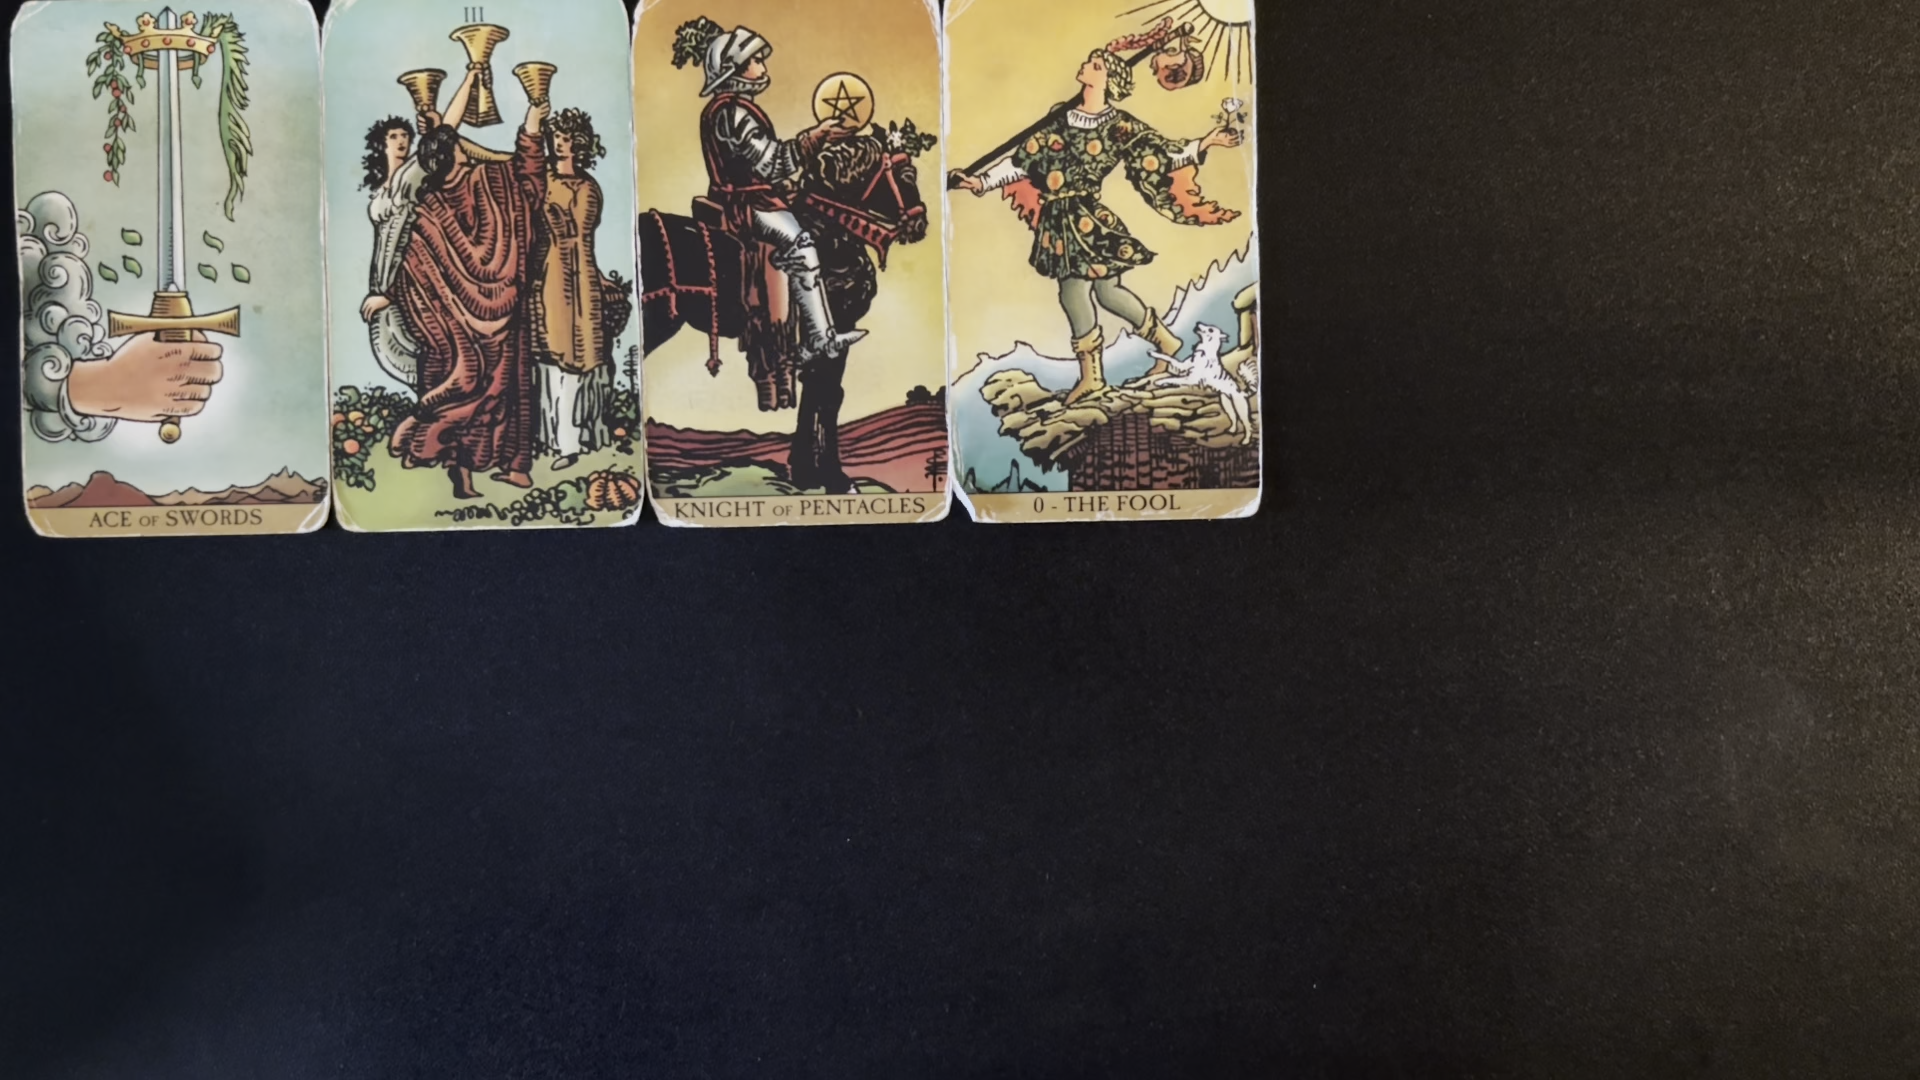 III
ACE OF SWORDS
KNIGHT OF PENTACLES
0 - THE FOOL